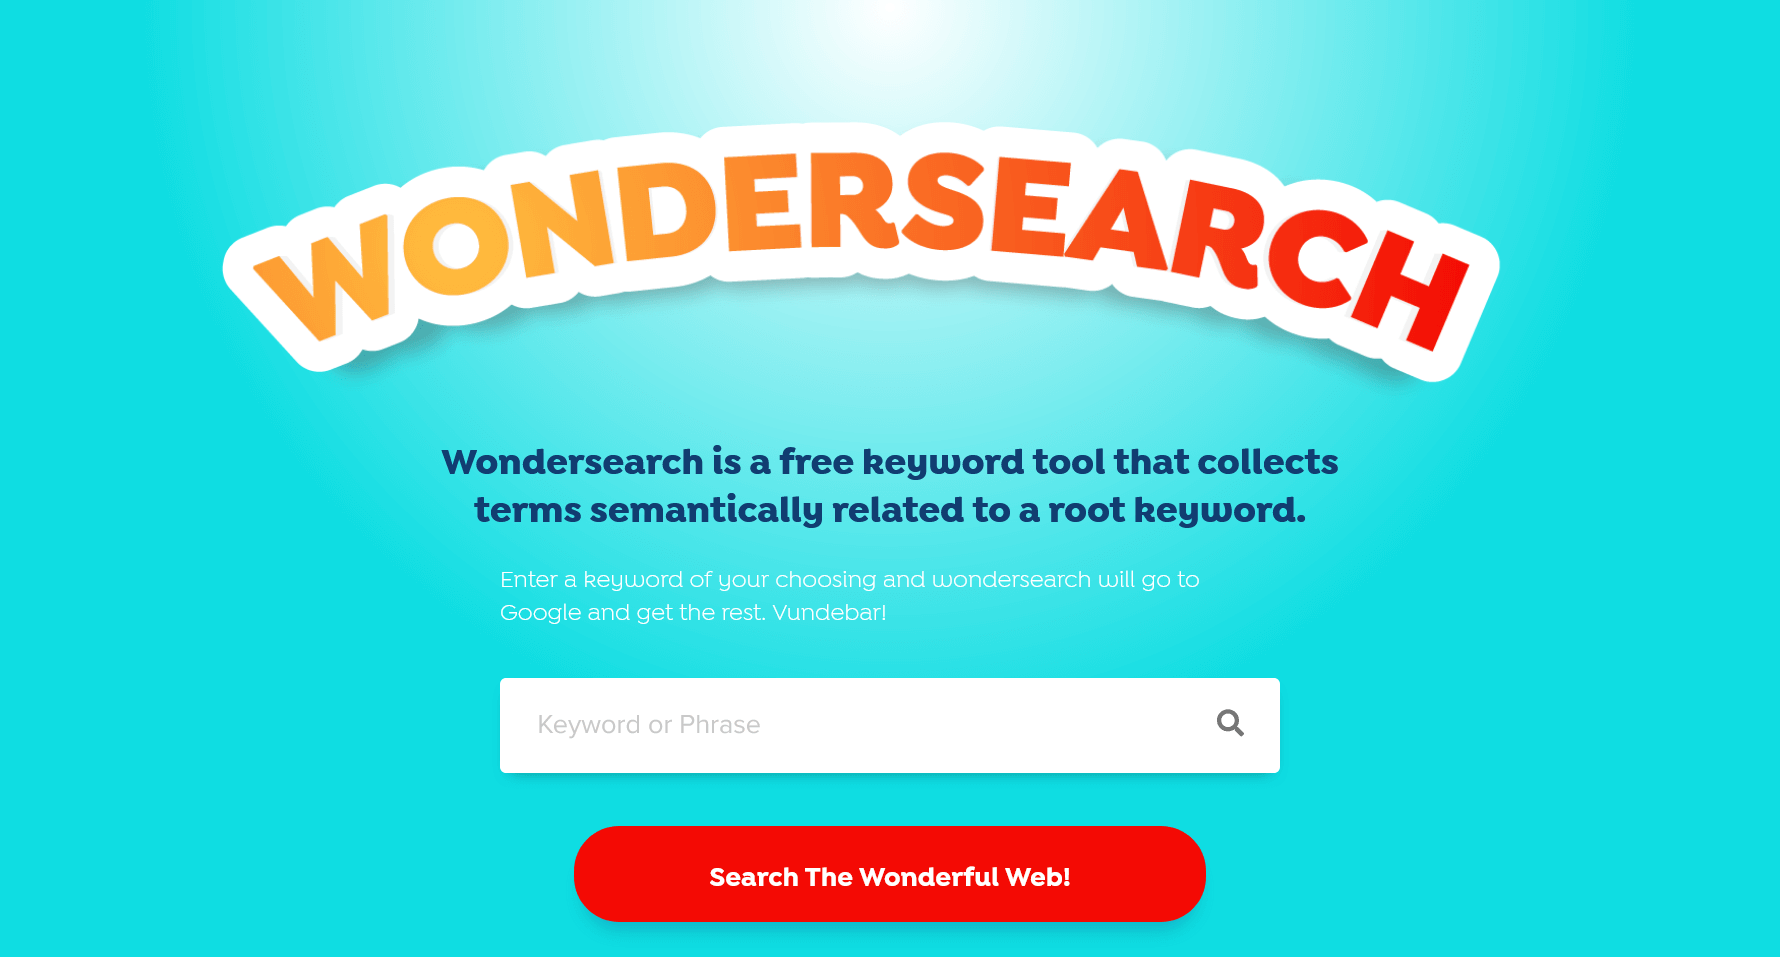 WONDERSEARCH
Wondersearch is a free keyword tool that collects
terms semantically related to a root keyword.
Enter a keyword of your choosing and wondersearch will go to
Google and get the rest. Vundebar!
Keyword or Phrase
Search The Wonderful Web!